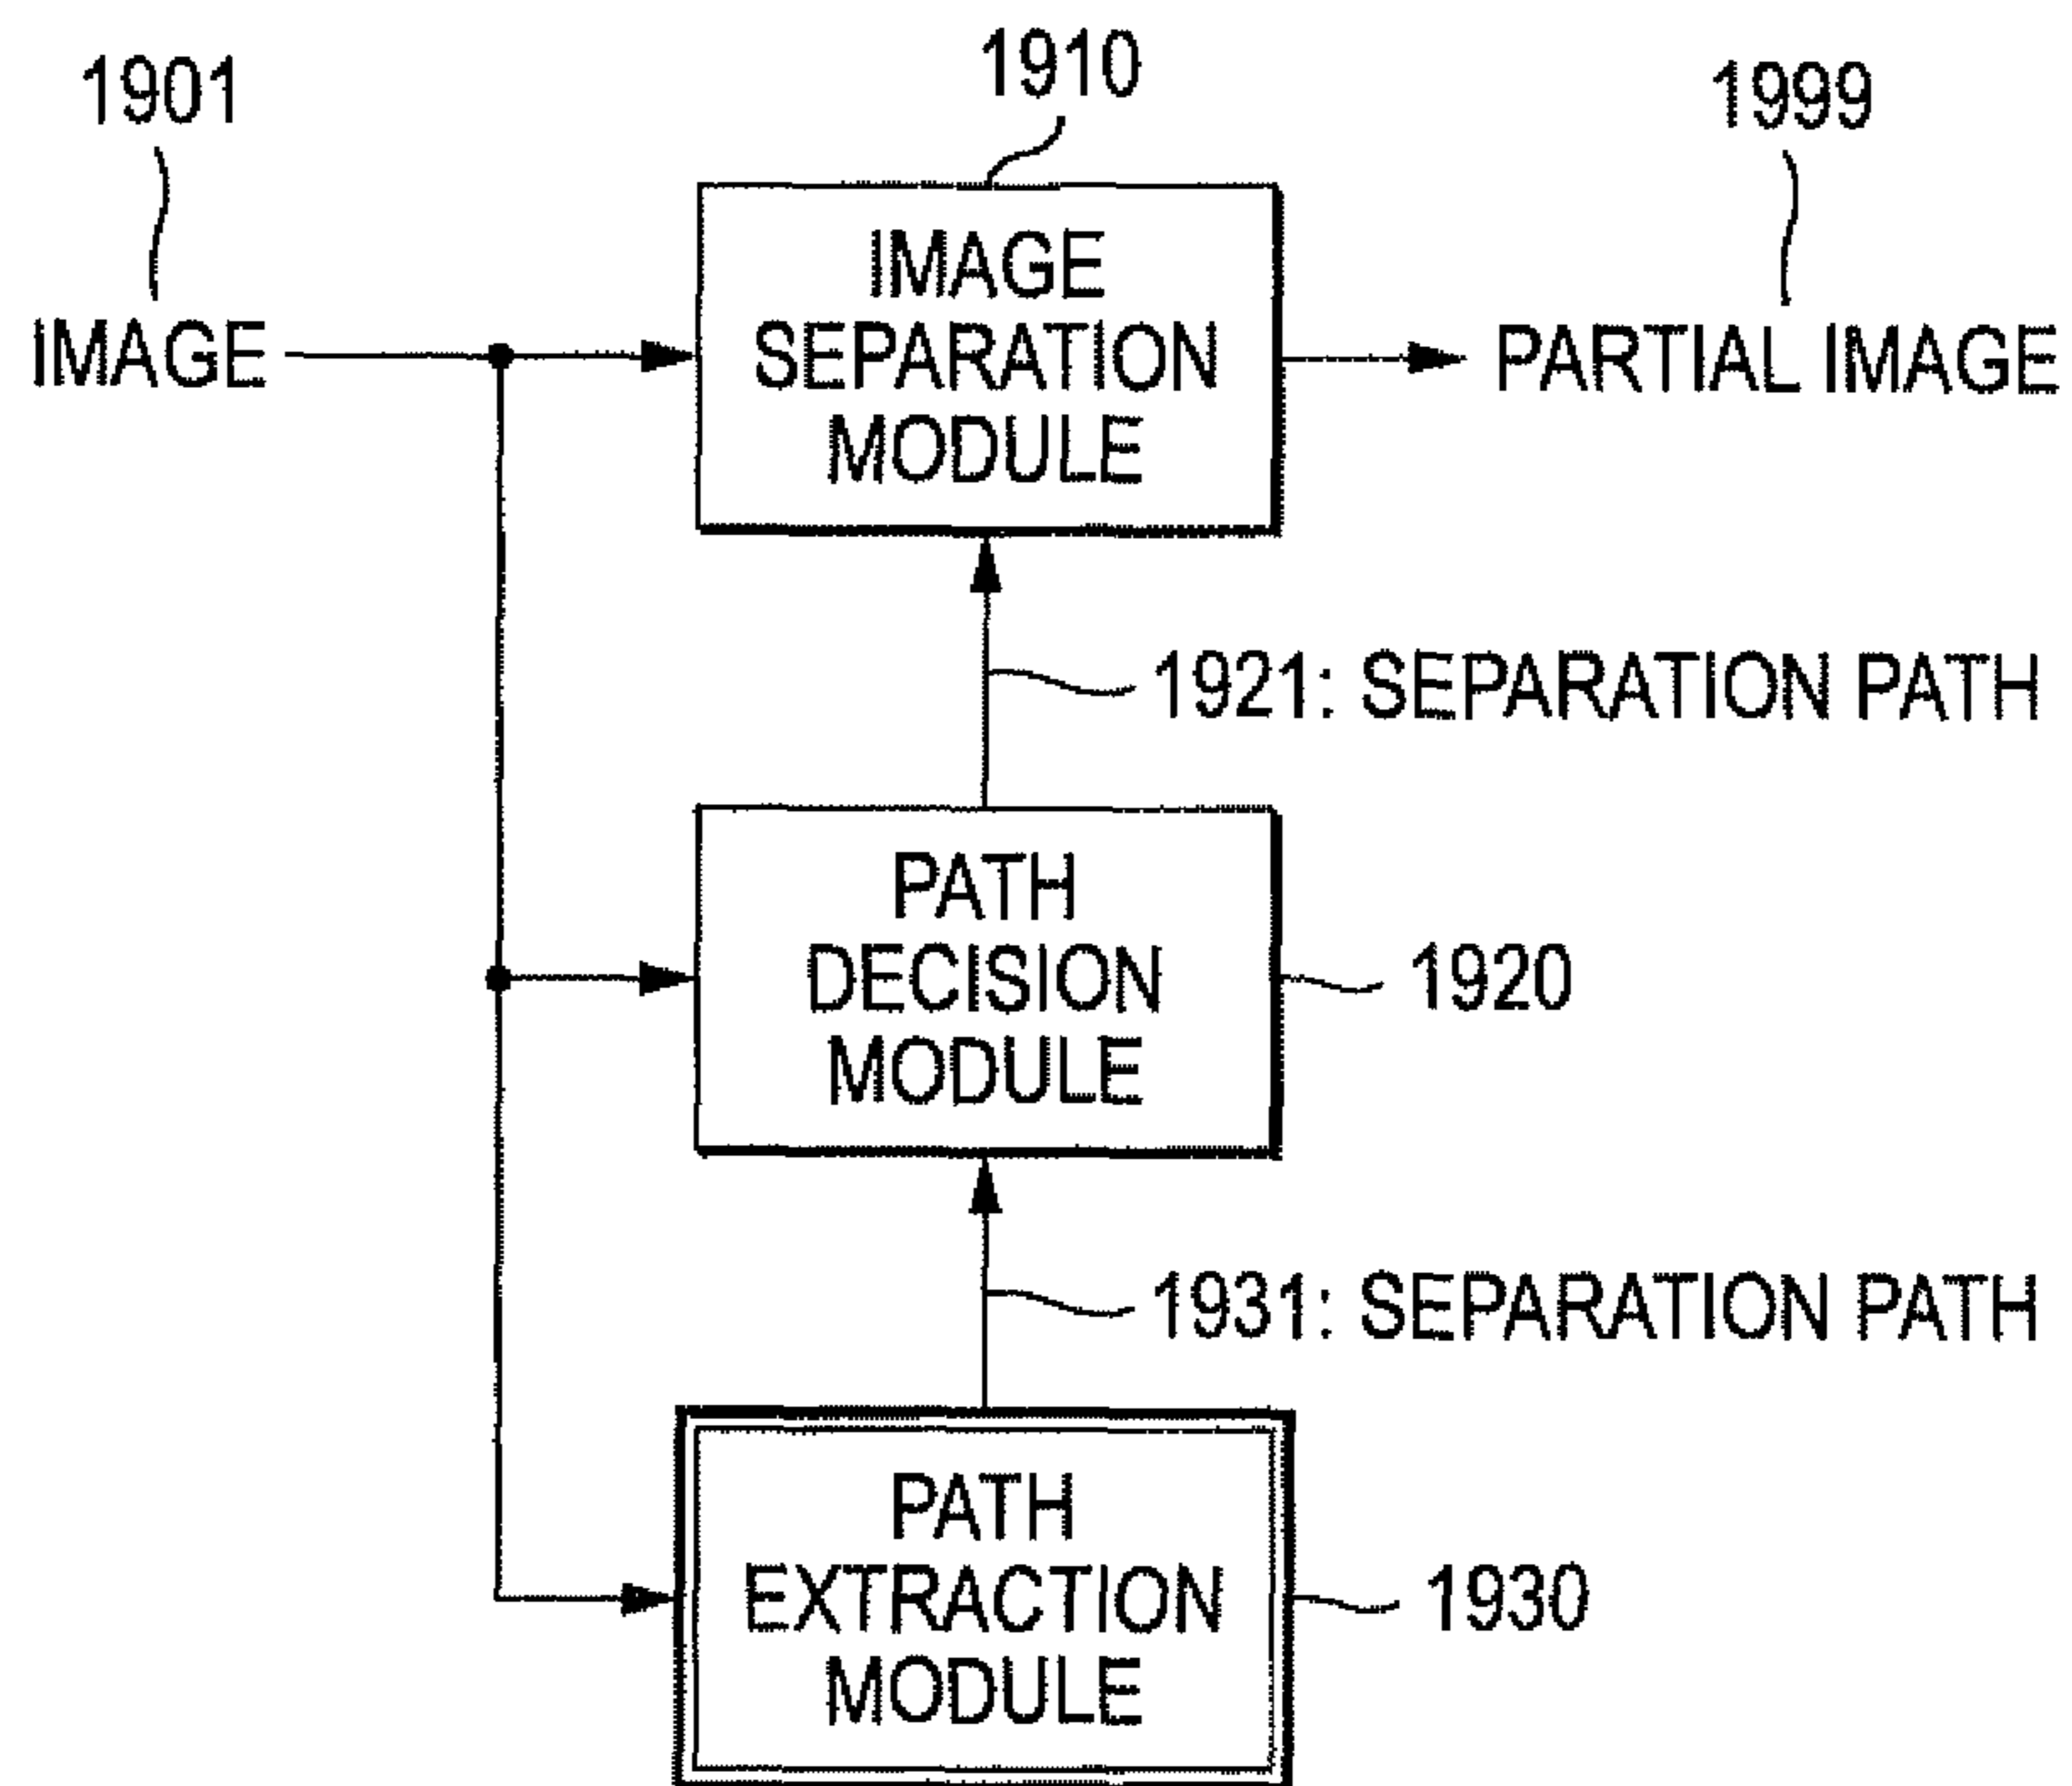 1901
1910
1999
IMAGE
IMAGE
SEPARATION
MODULE
PARTIAL IMAGE
1921: SEPARATION PATH
PATH
DECISION
MODULE
1920
1931: SEPARATION PATH
PATH
EXTRACTION
MODULE
1930